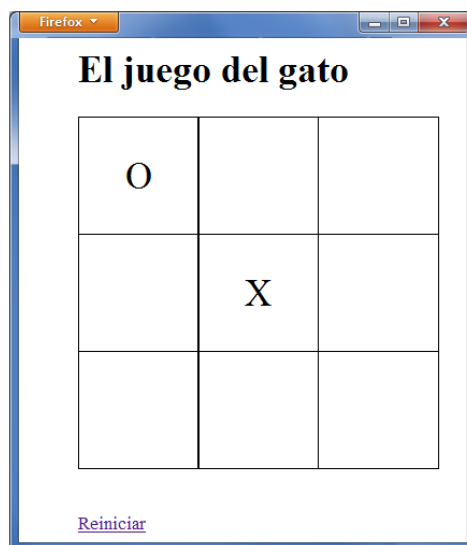 Firefox
El juego del gato
O
X
Reiniciar